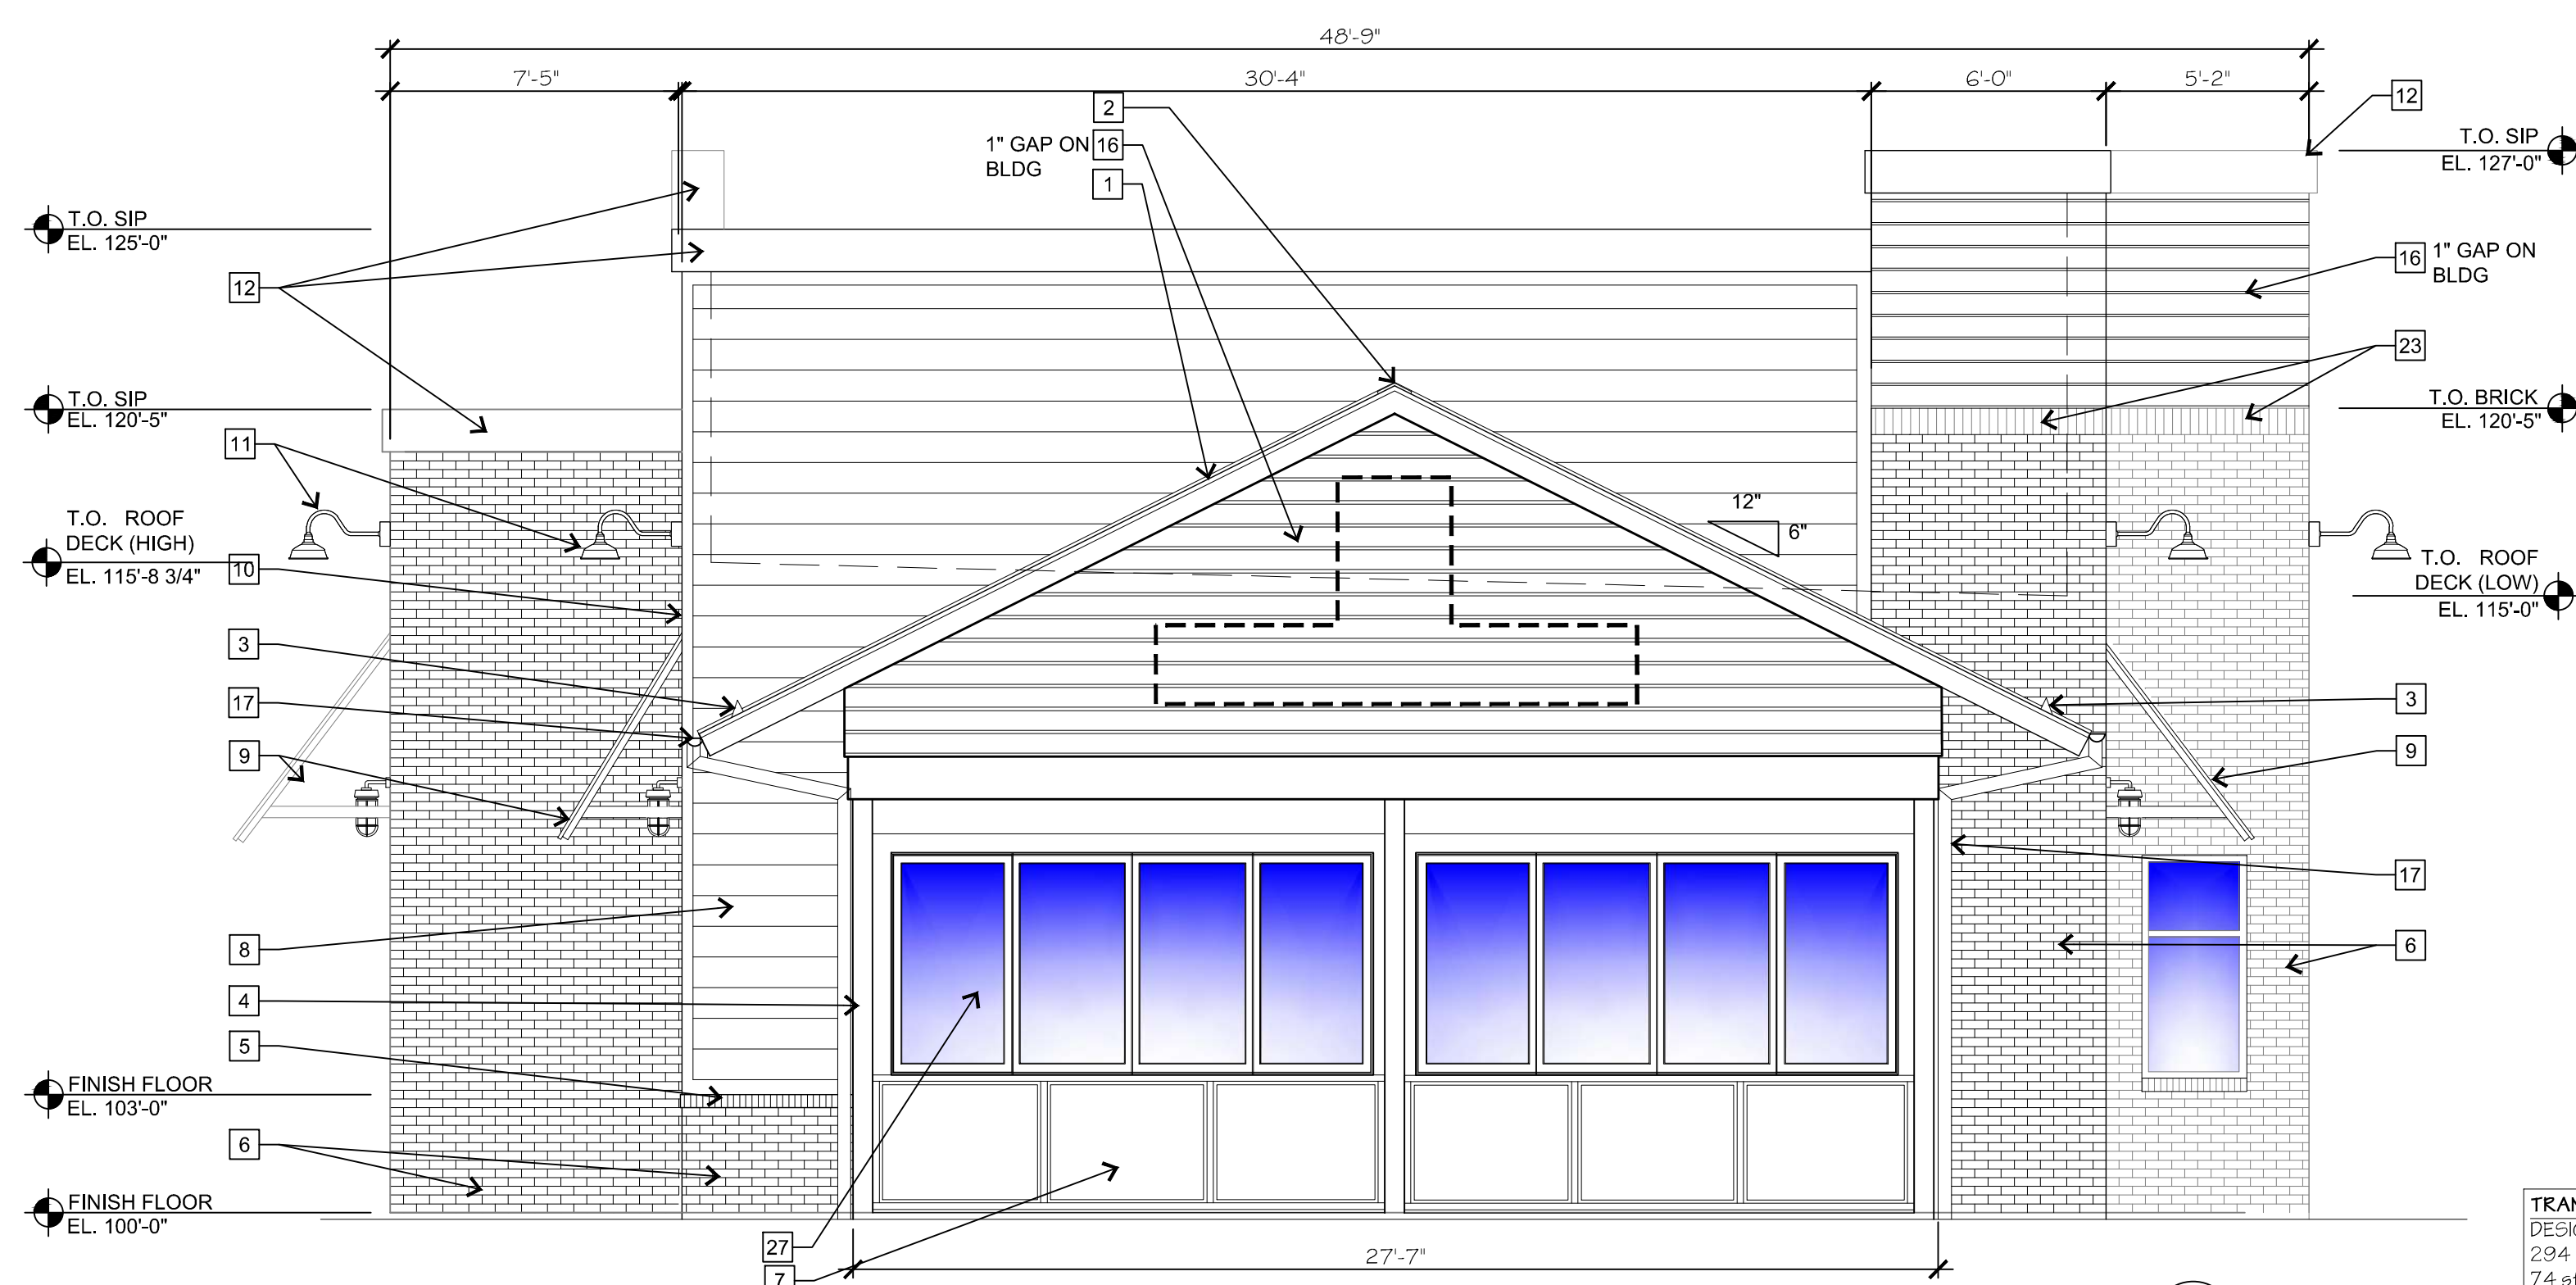 48'-9"
7'-5"
30'-4"
6'-0"
5'-2"
2
12
1" GAP ON
BLDG
16
1
T.O. SIP
EL. 127'-0"
T.O. SIP
EL. 125'-0"
16
1" GAP ON
BLDG
12
23
T.O. SIP
EL. 120'-5"
T.O. BRICK
EL. 120'-5"
11
12"
6"
T.O. ROOF
DECK (HIGH)
EL. 115'-8 3/4"
10
T.O. ROOF
DECK (LOW)
EL. 115'-0"
3
3
17
9
9
17
8
6
4
5
FINISH FLOOR
EL. 103'-0"
6
FINISH FLOOR
EL. 100'-0"
27
7
27'-7"
TRAN
DESIG
294
74 s